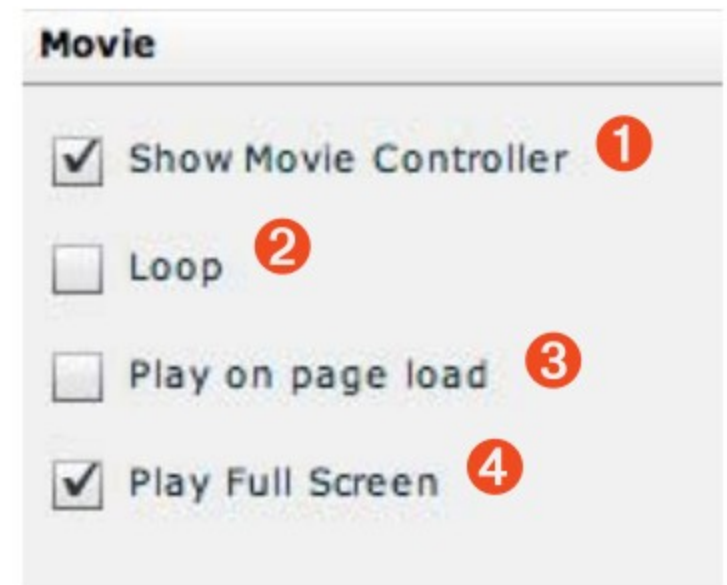 Movie
Show Movie Controller 1
Loop 2
Play on page load 3
Play Full Screen 4